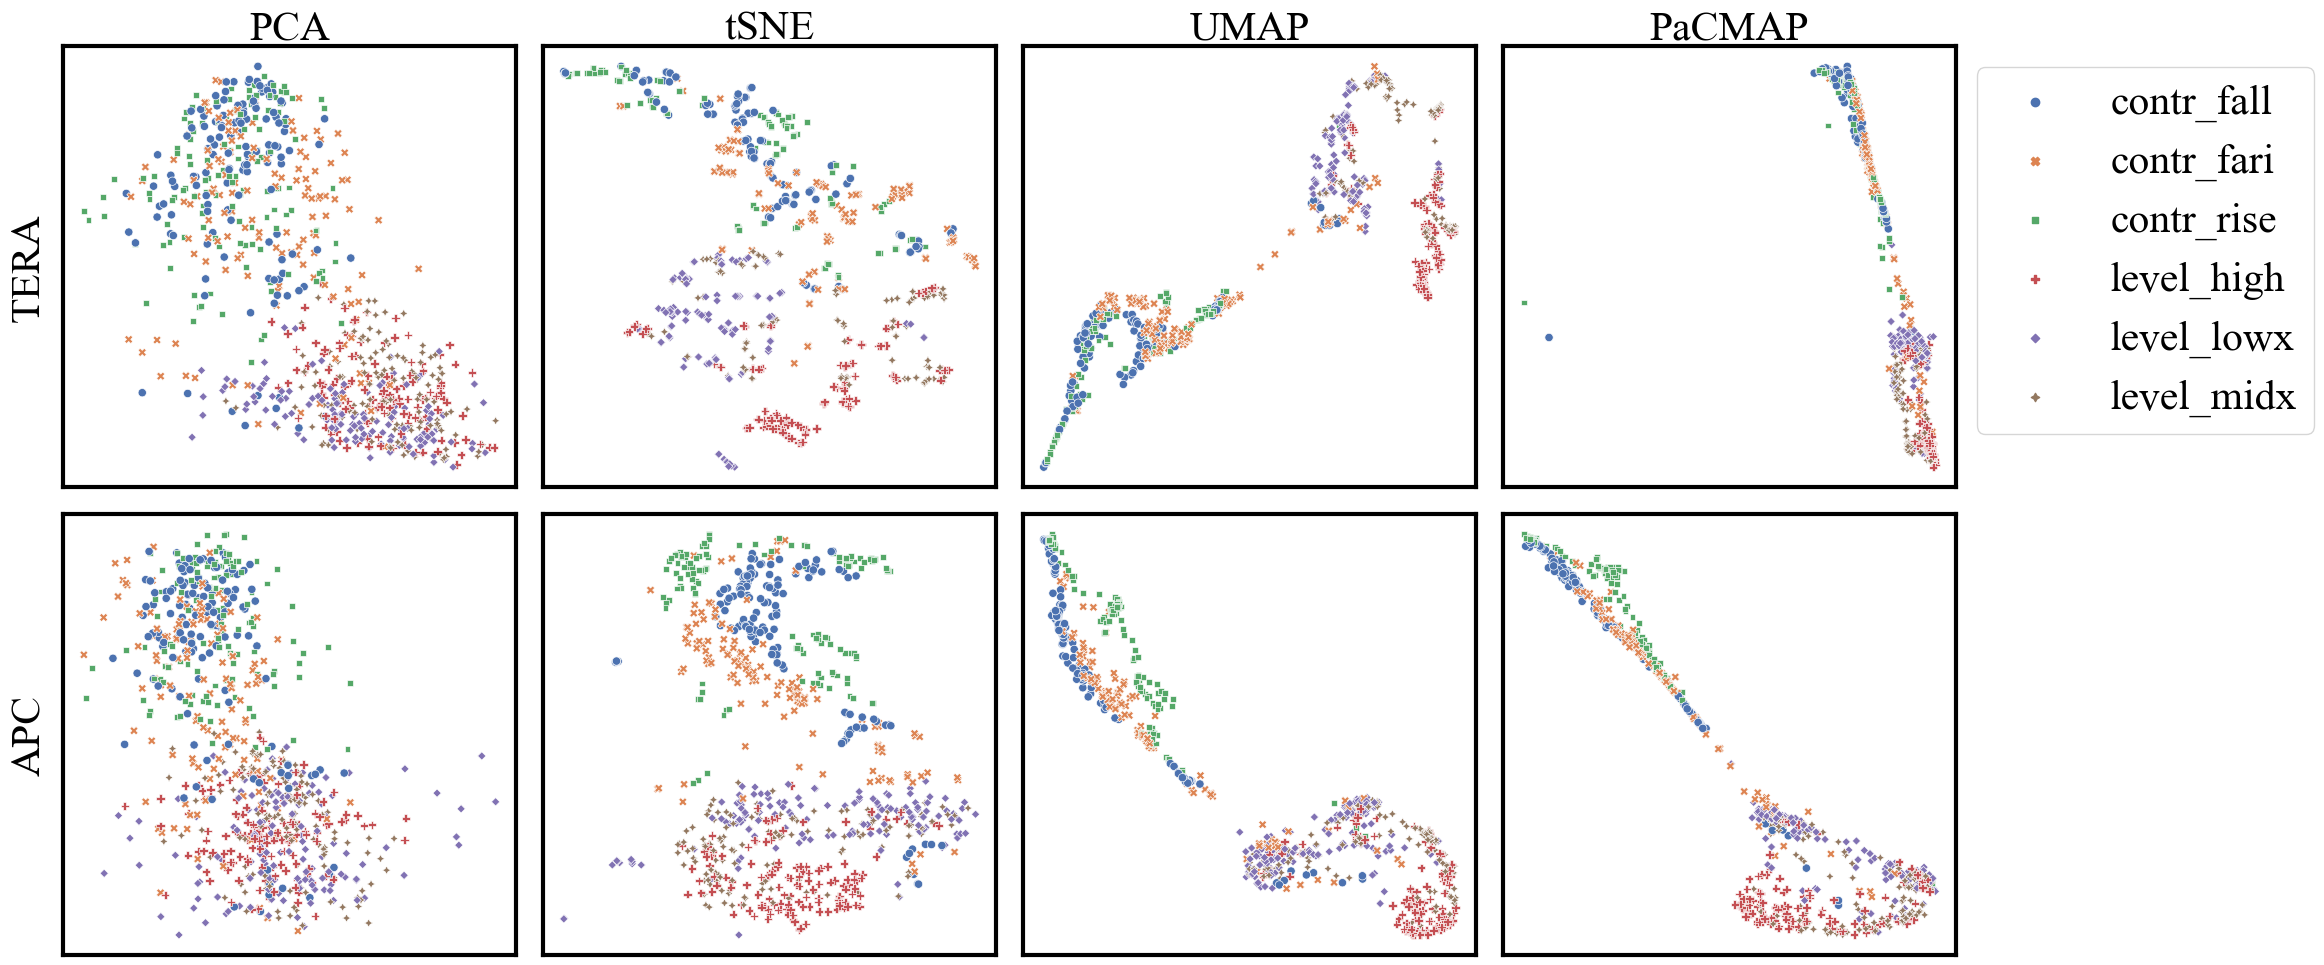 PCA
tSNE
UMAP
PaCMAP
TERA
APC
contr_fall
contr_fari
contr_rise
level_high
level_lowx
level_midx